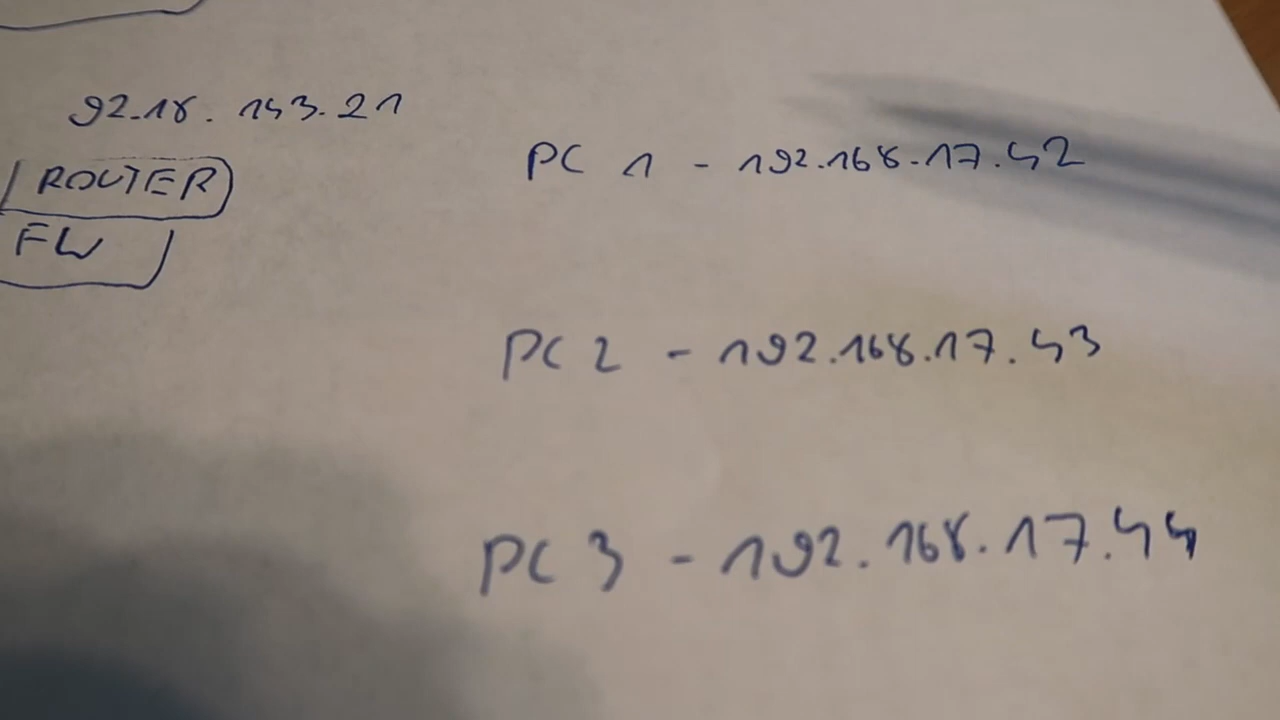 92.18.143.21
ROUTER
FW
PC 1 - 192.168.17.42
PC 2 - 192.168.17.43
PC 3 - 192.168.17.44